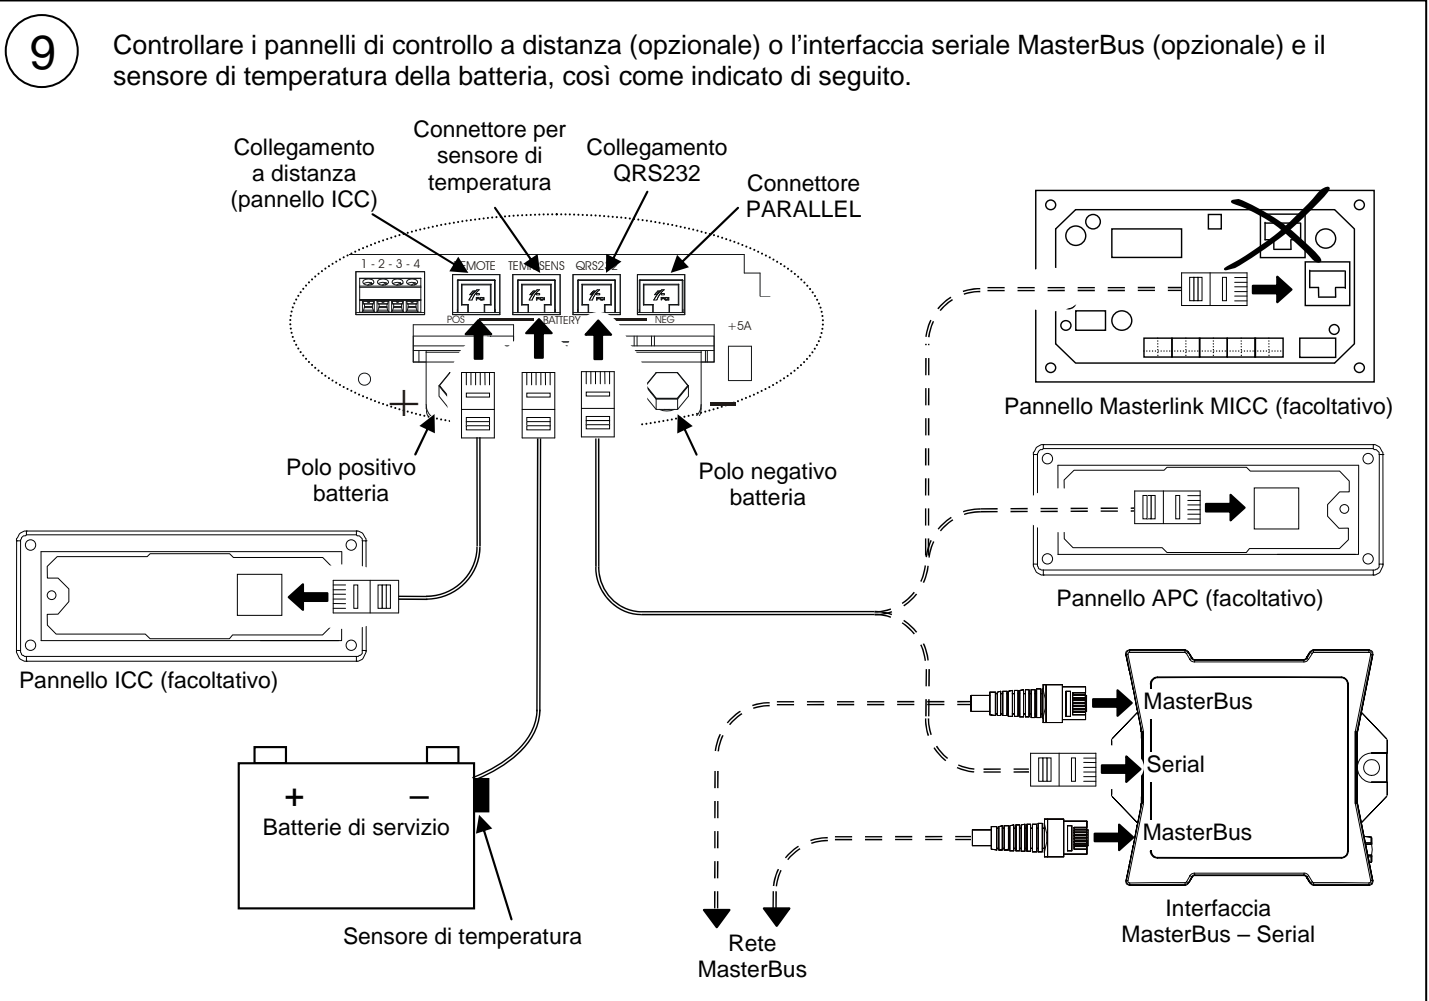 9
Controllare i pannelli di controllo a distanza (opzionale) o l'interfaccia seriale MasterBus (opzionale) e il
sensore di temperatura della batteria, così come indicato di seguito.
Collegamento
a distanza
(pannello ICC)
Connettore per
sensore di
temperatura
Collegamento
QRS232
Connettore
PARALLEL
1 - 2 - 3 - 4
QRS232
POS
BATTERY
NEG
+5A
+
–
Polo positivo
batteria
Polo negativo
batteria
Pannello Masterlink MICC (facoltativo)
Pannello APC (facoltativo)
Pannello ICC (facoltativo)
+ –
Batterie di servizio
Sensore di temperatura
MasterBus
Serial
MasterBus
Rete
MasterBus
Interfaccia
MasterBus – Serial